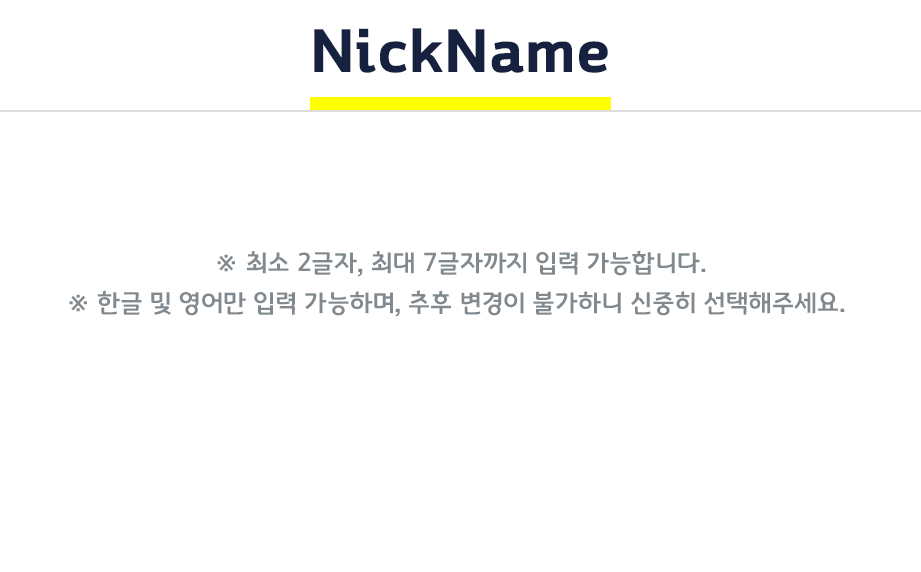 NickName
※ 최소 2글자, 최대 7글자까지 입력 가능합니다.
※ 한글 및 영어만 입력 가능하며, 추후 변경이 불가하니 신중히 선택해주세요.